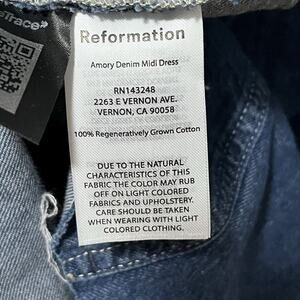 Trace®
Reformation
Amory Denim Midi Dress
RN143248
2263 E VERNON AVE.
VERNON, CA 90058
100% Regeneratively Grown Cotton
DUE TO THE NATURAL
CHARACTERISTICS OF THIS
FABRIC THE COLOR MAY RUB
OFF ON LIGHT COLORED
FABRICS AND UPHOLSTERY.
CARE SHOULD BE TAKEN
WHEN WEARING WITH LIGHT
COLORED CLOTHING.